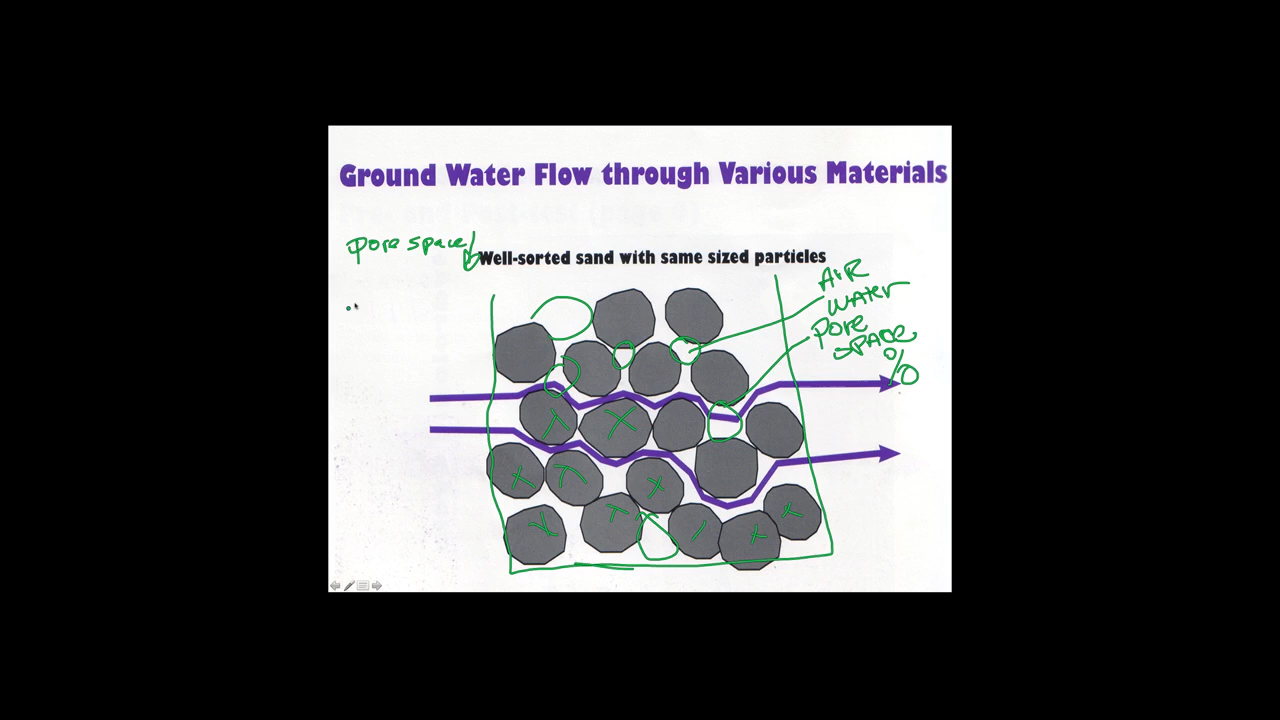 Ground Water Flow through Various Materials
pore space
Well-sorted sand with same sized particles
AIR
WATER
PORE
SPACE
%